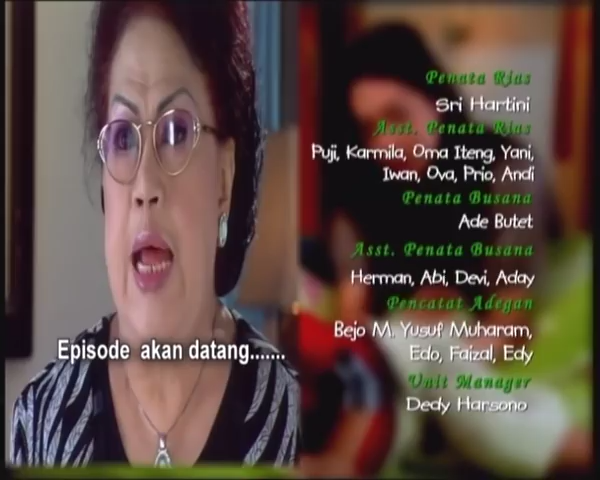 Penata Rias
Sri Hartini
Asst. Penata Rias
Puji, Karmila, Oma Iteng, Yani,
Iwan, Ova, Prio, Andi
Penata Busana
Ade Butet
Asst. Penata Busana
Herman, Abi, Devi, Aday
Pencatat Adegan
Bejo M. Yusuf Muharam,
Edo, Faizal, Edy
Unit Manager
Dedy Harsono
Episode akan datang.......